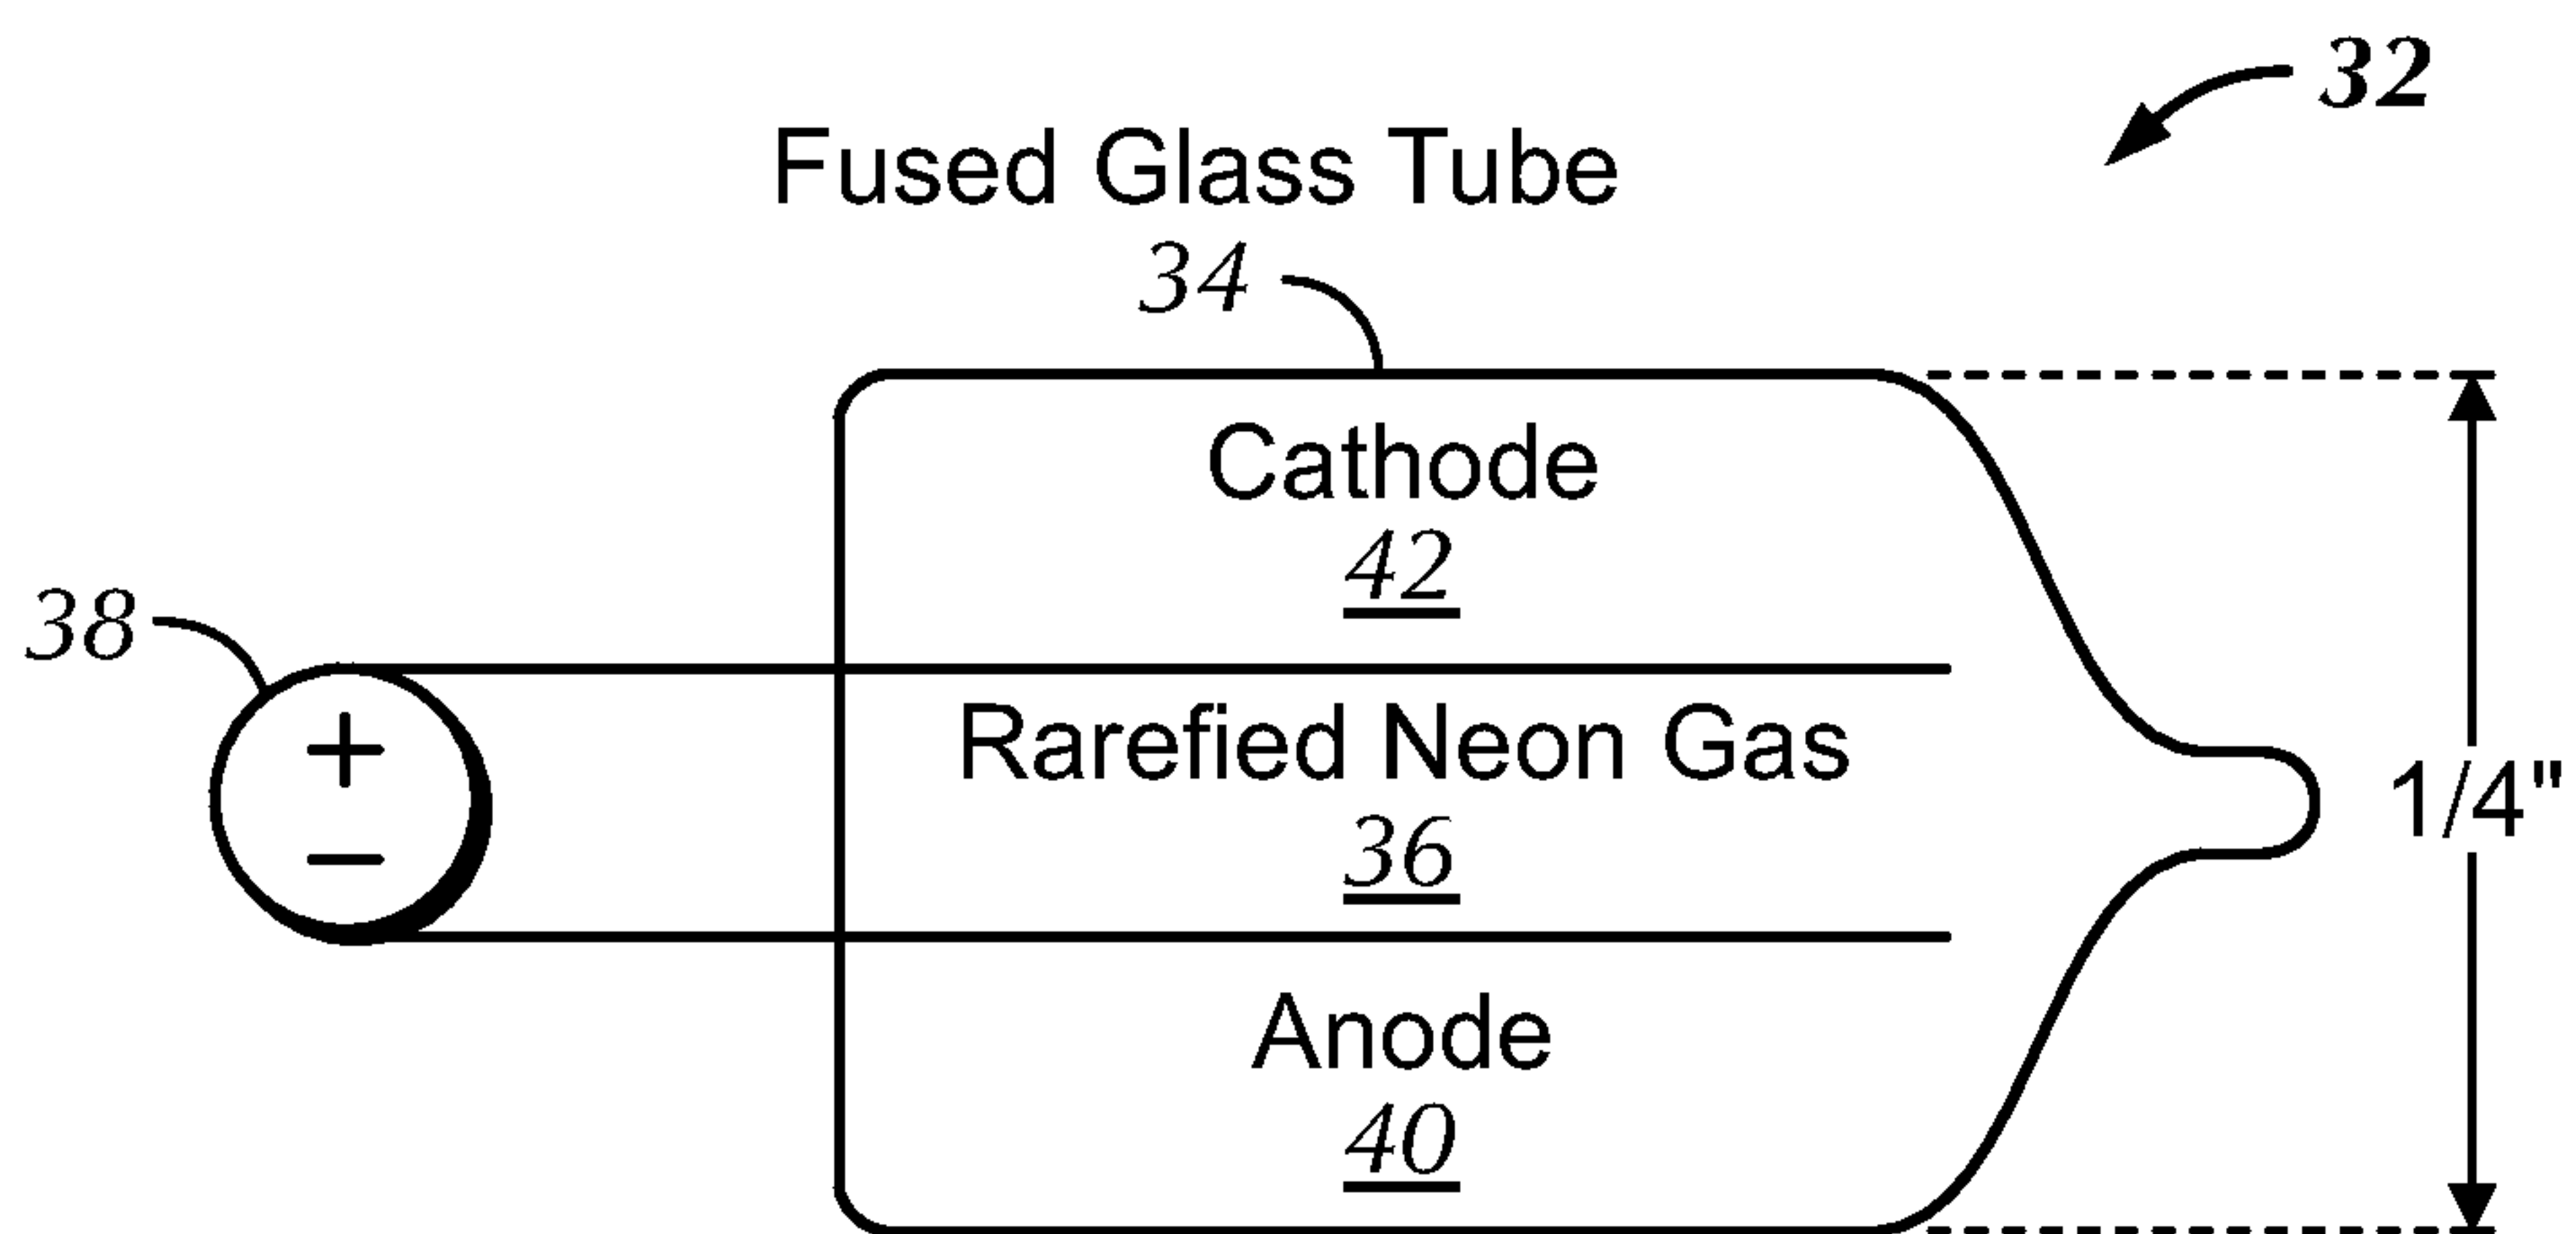 32
Fused Glass Tube
34
Cathode
42
38
+
Rarefied Neon Gas
1/4"
−
36
Anode
40